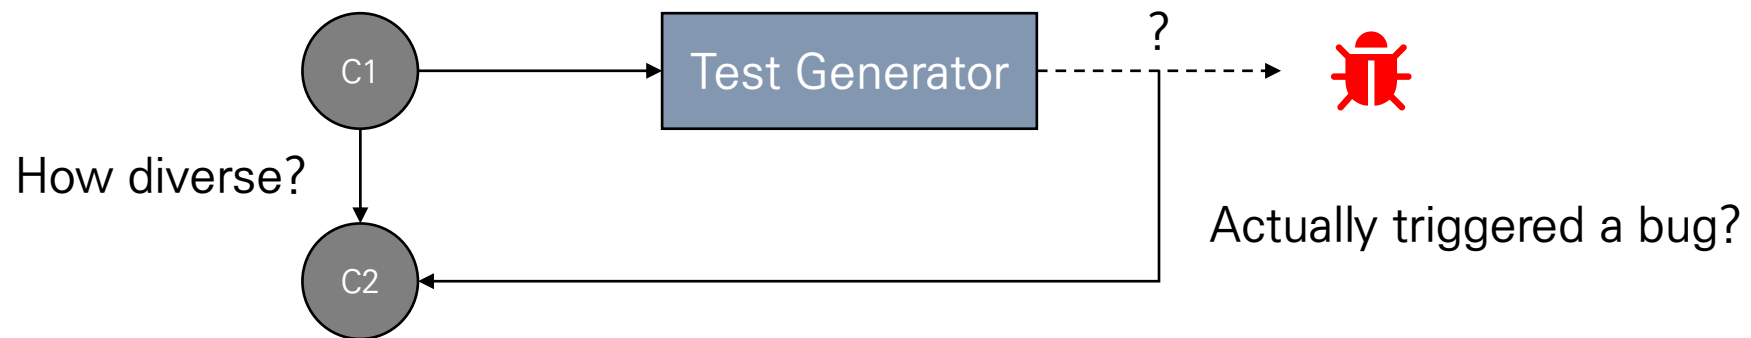 ?
C1
Test Generator
How diverse?
Actually triggered a bug?
C2